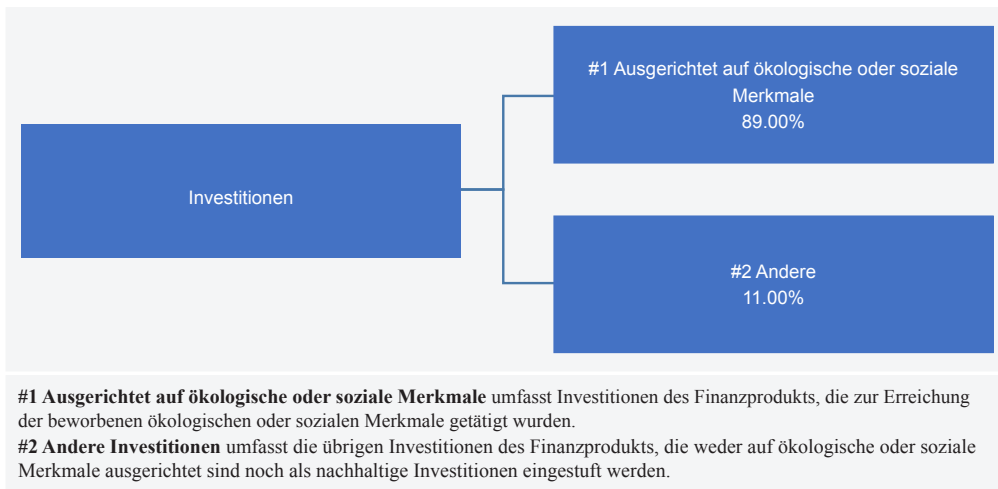 #1 Ausgerichtet auf ökologische oder soziale
Merkmale
89.00%
Investitionen
#2 Andere
11.00%
#1 Ausgerichtet auf ökologische oder soziale Merkmale umfasst Investitionen des Finanzprodukts, die zur Erreichung
der beworbenen ökologischen oder sozialen Merkmale getätigt wurden.
#2 Andere Investitionen umfasst die übrigen Investitionen des Finanzprodukts, die weder auf ökologische oder soziale
Merkmale ausgerichtet sind noch als nachhaltige Investitionen eingestuft werden.